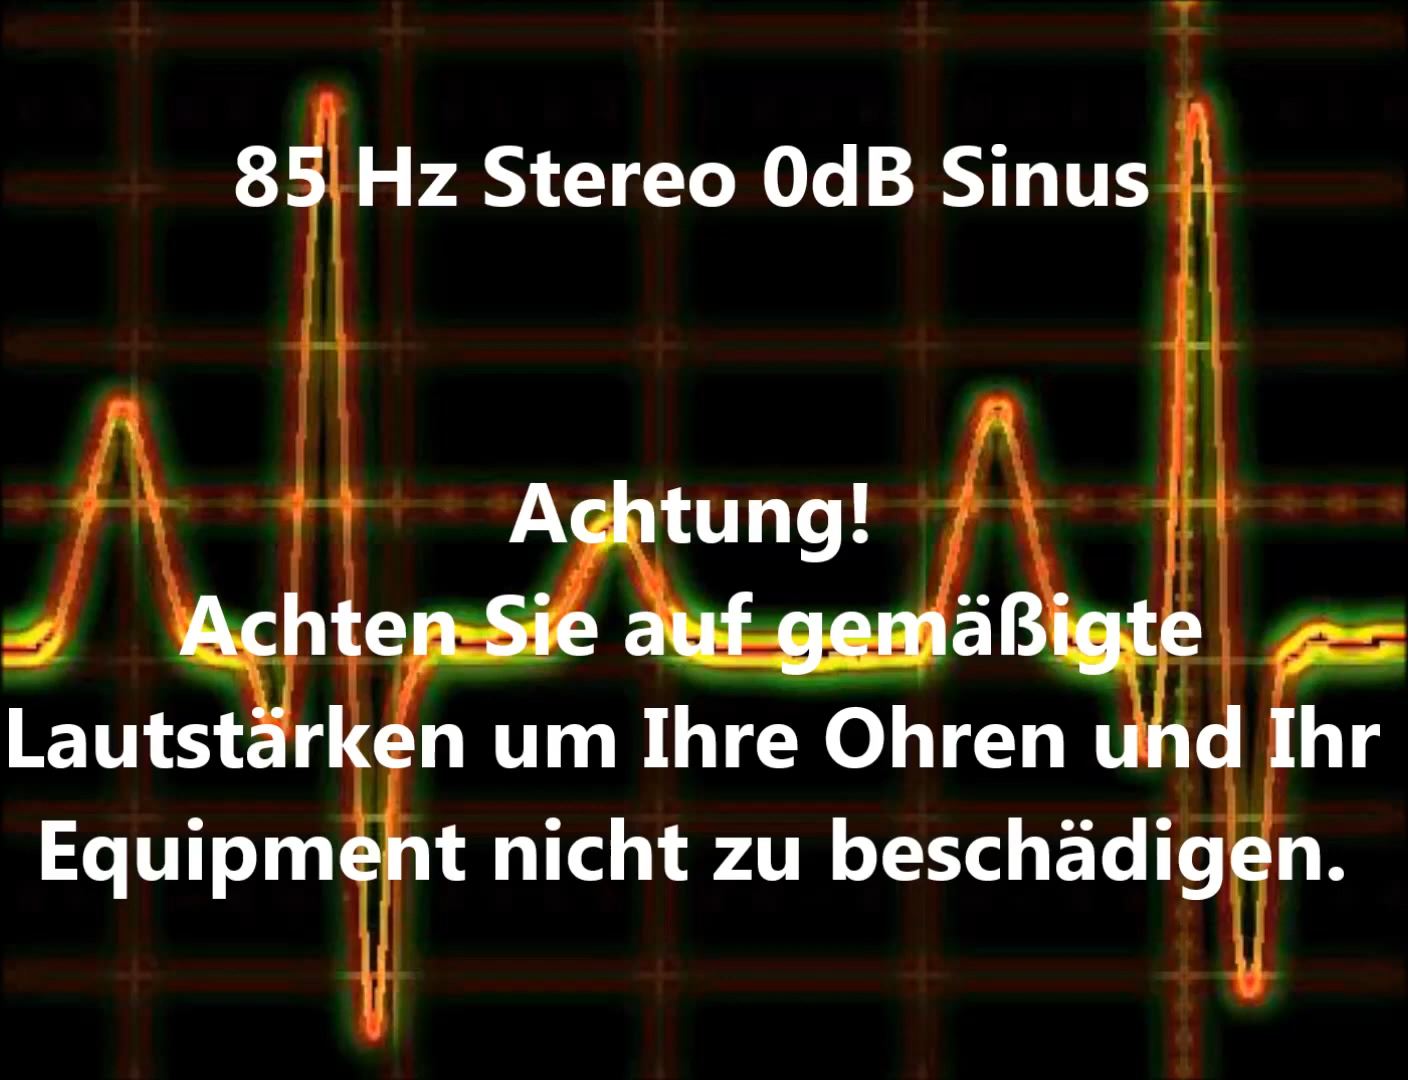 85 Hz Stereo 0dB Sinus
Achtung!
Achten Sie auf gemäßigte
Lautstärken um Ihre Ohren und Ihr
Equipment nicht zu beschädigen.